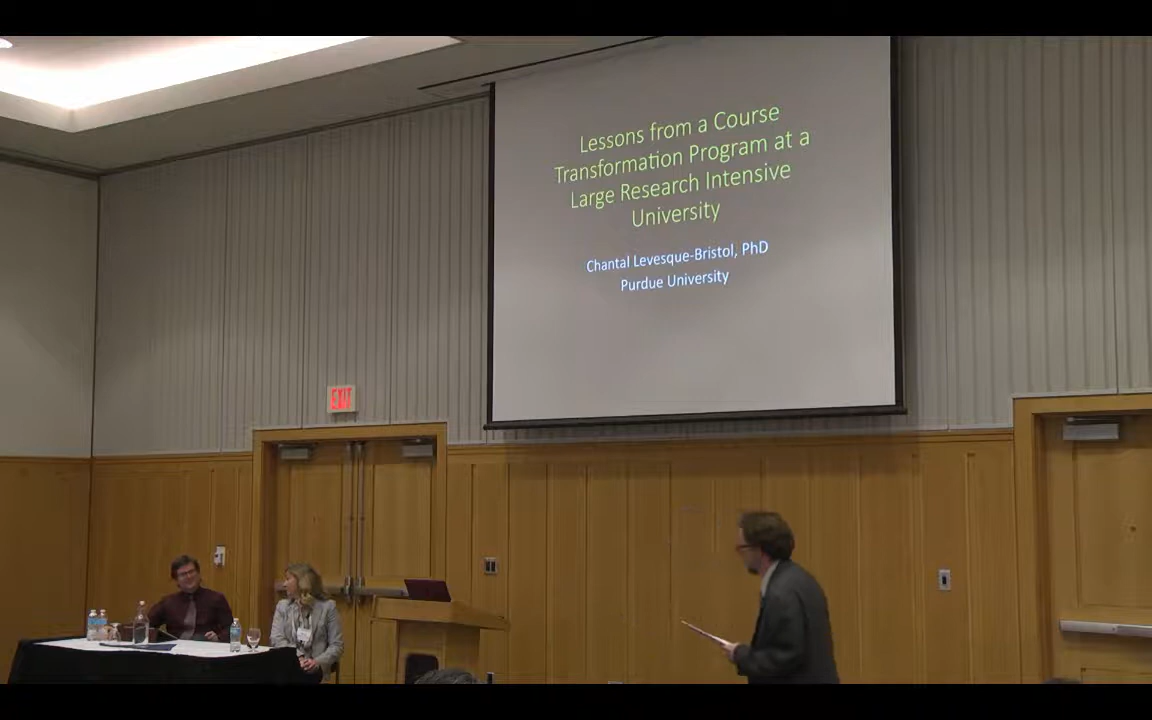 Lessons from a Course
Transformation Program at a
Large Research Intensive
University
Chantal Levesque-Bristol, PhD
Purdue University
EXIT